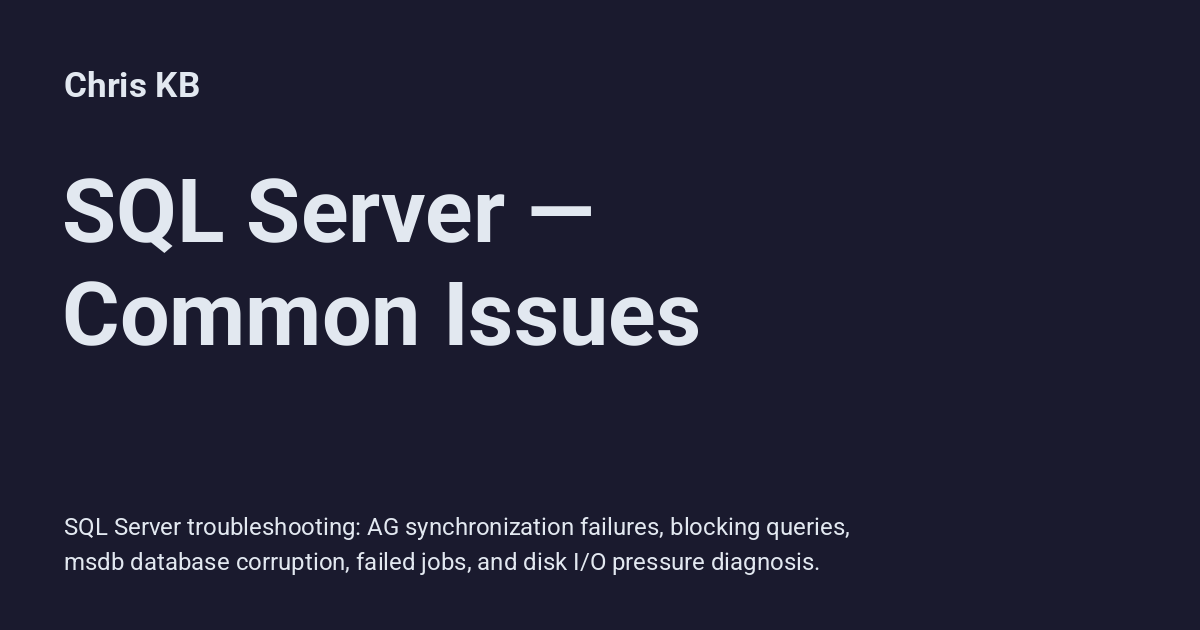 Chris KB
SQL Server —
Common Issues
SQL Server troubleshooting: AG synchronization failures, blocking queries,
msdb database corruption, failed jobs, and disk I/O pressure diagnosis.